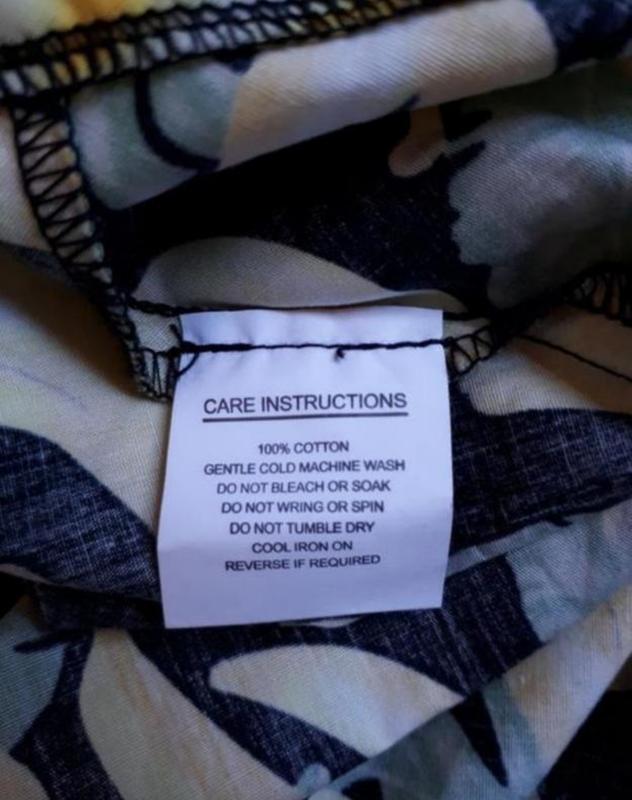 CARE INSTRUCTIONS
100% COTTON
GENTLE COLD MACHINE WASH
DO NOT BLEACH OR SOAK
DO NOT WRING OR SPIN
DO NOT TUMBLE DRY
COOL IRON ON
REVERSE IF REQUIRED